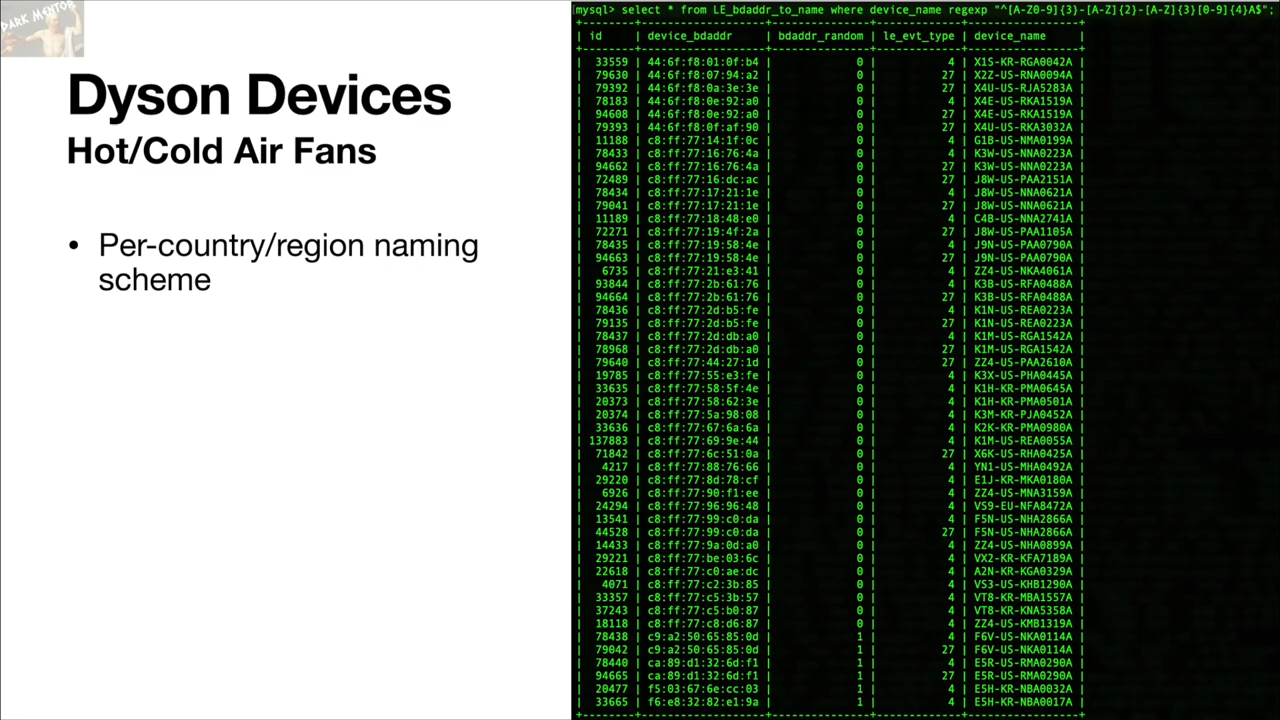 DARK MENTOR
Dyson Devices
Hot/Cold Air Fans
• Per-country/region naming
scheme
mysql> select * from LE_bdaddr_to_name where device_name regexp "^[A-Z0-9]{3}-[A-Z]{2}-[A-Z]{3}[0-9]{4}A$";
| id | device_bdaddr | bdaddr_random | le_evt_type | device_name |
| 33559 | 44:6f:f8:01:0f:b4 | 0 | 4 | X1S-KR-RGA0042A |
| 79630 | 44:6f:f8:07:94:a2 | 0 | 27 | X2Z-US-RNA0094A |
| 79392 | 44:6f:f8:0a:3e:3e | 0 | 27 | X4U-US-RJA5283A |
| 78183 | 44:6f:f8:0e:92:a0 | 0 | 4 | X4E-US-RKA1519A |
| 94608 | 44:6f:f8:0e:92:a0 | 0 | 27 | X4E-US-RKA1519A |
| 79393 | 44:6f:f8:0f:af:90 | 0 | 27 | X4U-US-RKA3032A |
| 11188 | c8:ff:77:14:1f:0c | 0 | 4 | G1B-US-NMA0199A |
| 78433 | c8:ff:77:16:76:4a | 0 | 4 | K3W-US-NNA0223A |
| 94662 | c8:ff:77:16:76:4a | 0 | 27 | K3W-US-NNA0223A |
| 72489 | c8:ff:77:16:dc:ac | 0 | 27 | J8W-US-PAA2151A |
| 78434 | c8:ff:77:17:21:1e | 0 | 4 | J8W-US-NNA0621A |
| 79041 | c8:ff:77:17:21:1e | 0 | 27 | J8W-US-NNA0621A |
| 11189 | c8:ff:77:18:48:e0 | 0 | 4 | C4B-US-NNA2741A |
| 72271 | c8:ff:77:19:4f:2a | 0 | 27 | J8W-US-PAA1105A |
| 78435 | c8:ff:77:19:58:4e | 0 | 4 | J9N-US-PAA0790A |
| 94663 | c8:ff:77:19:58:4e | 0 | 27 | J9N-US-PAA0790A |
| 6735 | c8:ff:77:21:e3:41 | 0 | 4 | ZZ4-US-NKA4061A |
| 93844 | c8:ff:77:2b:61:76 | 0 | 4 | K3B-US-RFA0488A |
| 94664 | c8:ff:77:2b:61:76 | 0 | 27 | K3B-US-RFA0488A |
| 78436 | c8:ff:77:2d:b5:fe | 0 | 4 | K1N-US-REA0223A |
| 79135 | c8:ff:77:2d:b5:fe | 0 | 27 | K1N-US-REA0223A |
| 78437 | c8:ff:77:2d:db:a0 | 0 | 4 | K1M-US-RGA1542A |
| 78968 | c8:ff:77:2d:db:a0 | 0 | 27 | K1M-US-RGA1542A |
| 79640 | c8:ff:77:44:27:1d | 0 | 27 | ZZ4-US-PAA2610A |
| 19785 | c8:ff:77:55:e3:fe | 0 | 4 | K3X-US-PHA0445A |
| 33635 | c8:ff:77:58:5f:4e | 0 | 4 | K1H-KR-PMA0645A |
| 20373 | c8:ff:77:58:62:3e | 0 | 4 | K1H-KR-PMA0501A |
| 20374 | c8:ff:77:5a:98:08 | 0 | 4 | K3M-KR-PJA0452A |
| 33636 | c8:ff:77:67:6a:6a | 0 | 4 | K2K-KR-PMA0980A |
| 137883 | c8:ff:77:69:9e:44 | 0 | 4 | K1M-US-REA0055A |
| 71842 | c8:ff:77:6c:51:0a | 0 | 27 | X6K-US-RHA0425A |
| 4217 | c8:ff:77:88:76:66 | 0 | 4 | YN1-US-MHA0492A |
| 29220 | c8:ff:77:8d:78:cf | 0 | 4 | E1J-KR-MKA0180A |
| 6926 | c8:ff:77:90:f1:ee | 0 | 4 | ZZ4-US-MNA3159A |
| 24294 | c8:ff:77:96:96:48 | 0 | 4 | VS9-EU-NFA8472A |
| 13541 | c8:ff:77:99:c0:da | 0 | 4 | F5N-US-NHA2866A |
| 44528 | c8:ff:77:99:c0:da | 0 | 27 | F5N-US-NHA2866A |
| 14433 | c8:ff:77:9a:0d:a0 | 0 | 4 | ZZ4-US-NHA0899A |
| 29221 | c8:ff:77:be:03:6c | 0 | 4 | VX2-KR-KFA7189A |
| 22618 | c8:ff:77:c0:ae:dc | 0 | 4 | A2N-KR-KGA0329A |
| 4071 | c8:ff:77:c2:3b:85 | 0 | 4 | VS3-US-KHB1290A |
| 33357 | c8:ff:77:c5:3b:57 | 0 | 4 | VT8-KR-MBA1557A |
| 37243 | c8:ff:77:c5:b0:87 | 0 | 4 | VT8-KR-KNA5358A |
| 18118 | c8:ff:77:c8:d6:87 | 0 | 4 | ZZ4-US-KMB1319A |
| 78438 | c9:a2:50:65:85:0d | 1 | 4 | F6V-US-NKA0114A |
| 79042 | c9:a2:50:65:85:0d | 1 | 27 | F6V-US-NKA0114A |
| 78440 | ca:89:d1:32:6d:f1 | 1 | 4 | E5R-US-RMA0290A |
| 94665 | ca:89:d1:32:6d:f1 | 1 | 27 | E5R-US-RMA0290A |
| 20477 | f5:03:67:6e:cc:03 | 1 | 4 | E5H-KR-NBA0032A |
| 33665 | f6:e8:32:82:e1:9a | 1 | 4 | E5H-KR-NBA0017A |